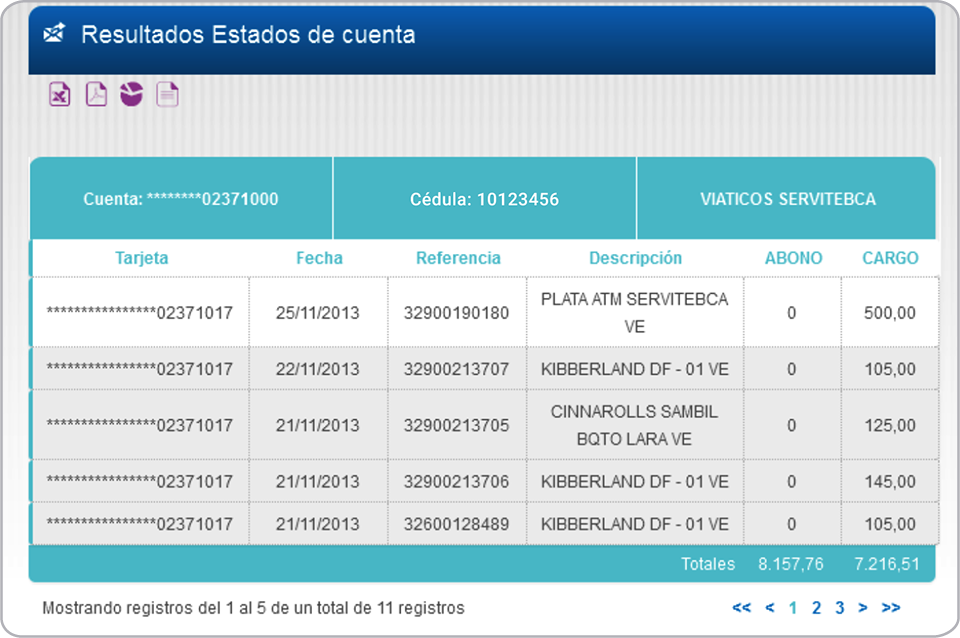 Resultados Estados de cuenta
Cuenta: ********02371000 Cédula: 10123456 VIATICOS SERVITEBCA
Tarjeta Fecha Referencia Descripción ABONO CARGO
****************02371017 25/11/2013 32900190180 PLATA ATM SERVITEBCA VE 0 500,00
****************02371017 22/11/2013 32900213707 KIBBERLAND DF - 01 VE 0 105,00
****************02371017 21/11/2013 32900213705 CINNAROLLS SAMBIL BQTO LARA VE 0 125,00
****************02371017 21/11/2013 32900213706 KIBBERLAND DF - 01 VE 0 145,00
****************02371017 21/11/2013 32600128489 KIBBERLAND DF - 01 VE 0 105,00
Totales 8.157,76 7.216,51
Mostrando registros del 1 al 5 de un total de 11 registros << < 1 2 3 > >>